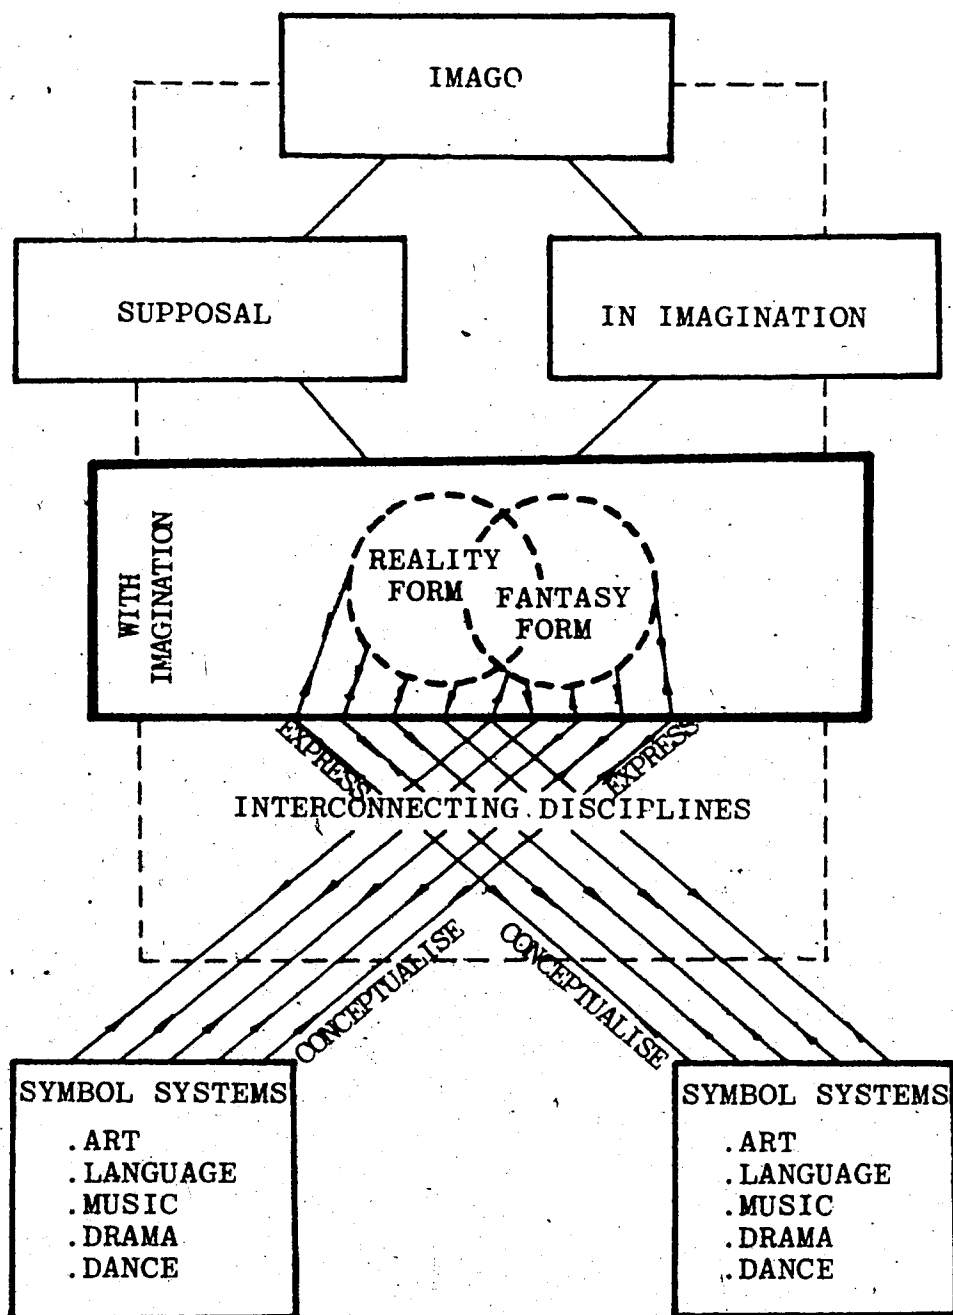 IMAGO
SUPPOSAL
IN IMAGINATION
WITH
IMAGINATION
REALITY
FORM
FANTASY
FORM
EXPRESS
EXPRESS
INTERCONNECTING DISCIPLINES
CONCEPTUALISE
CONCEPTUALISE
SYMBOL SYSTEMS
.ART
.LANGUAGE
.MUSIC
.DRAMA
.DANCE
SYMBOL SYSTEMS
.ART
.LANGUAGE
.MUSIC
.DRAMA
.DANCE